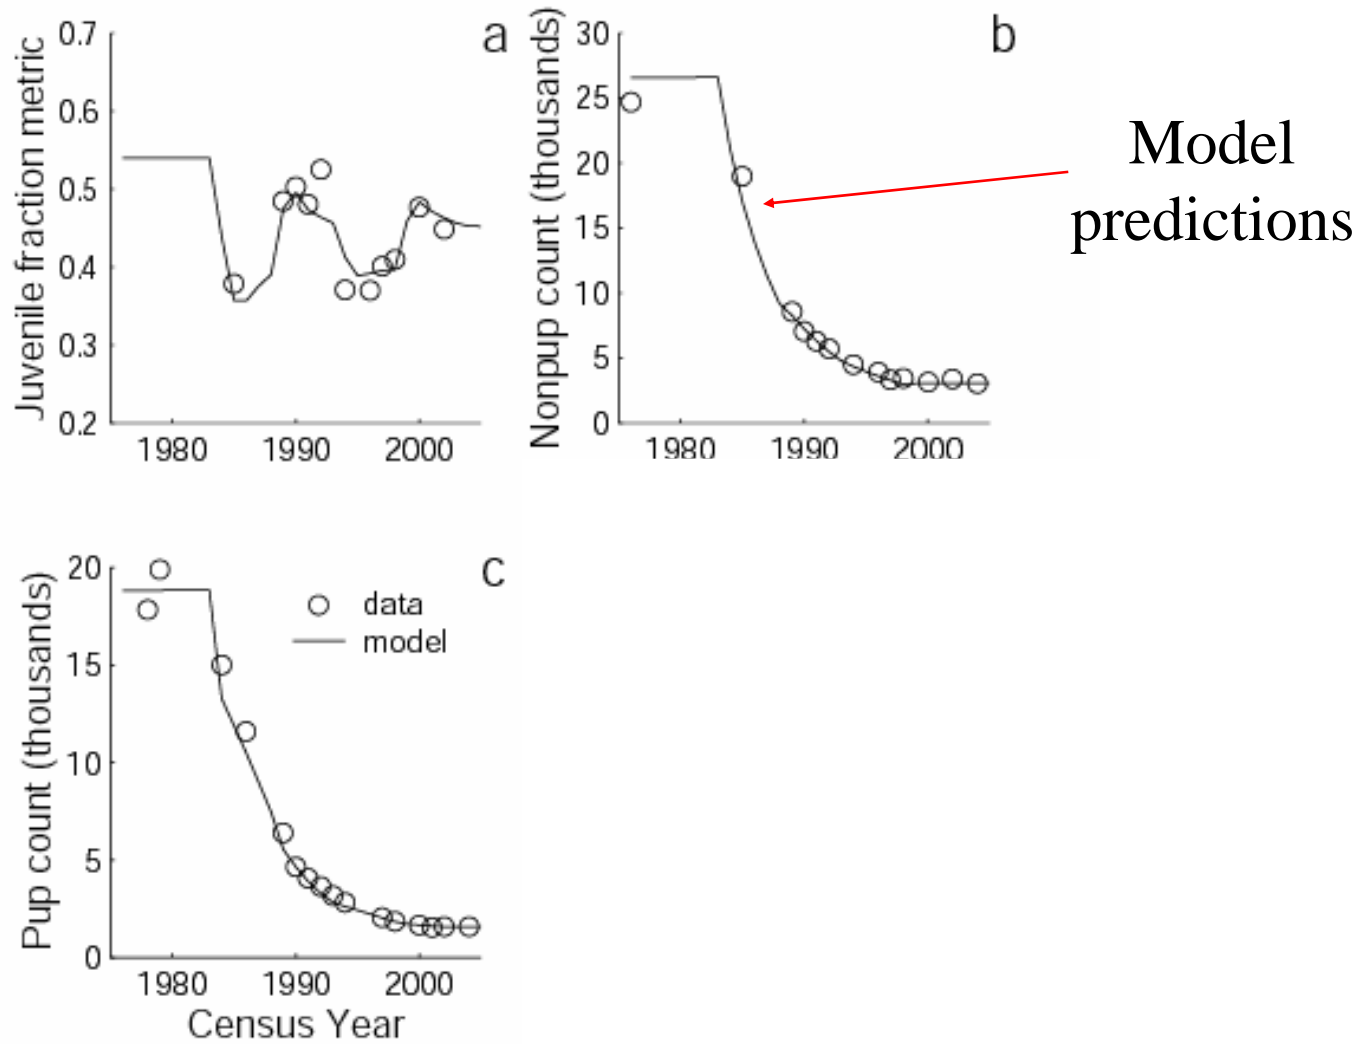 a
Juvenile fraction metric
0.7
0.6
0.5
0.4
0.3
0.2
1980 1990 2000
b
Nonpup count (thousands)
30
25
20
15
10
5
0
1980 1990 2000
Model
predictions
c
Pup count (thousands)
20
15
10
5
0
data
model
1980 1990 2000
Census Year